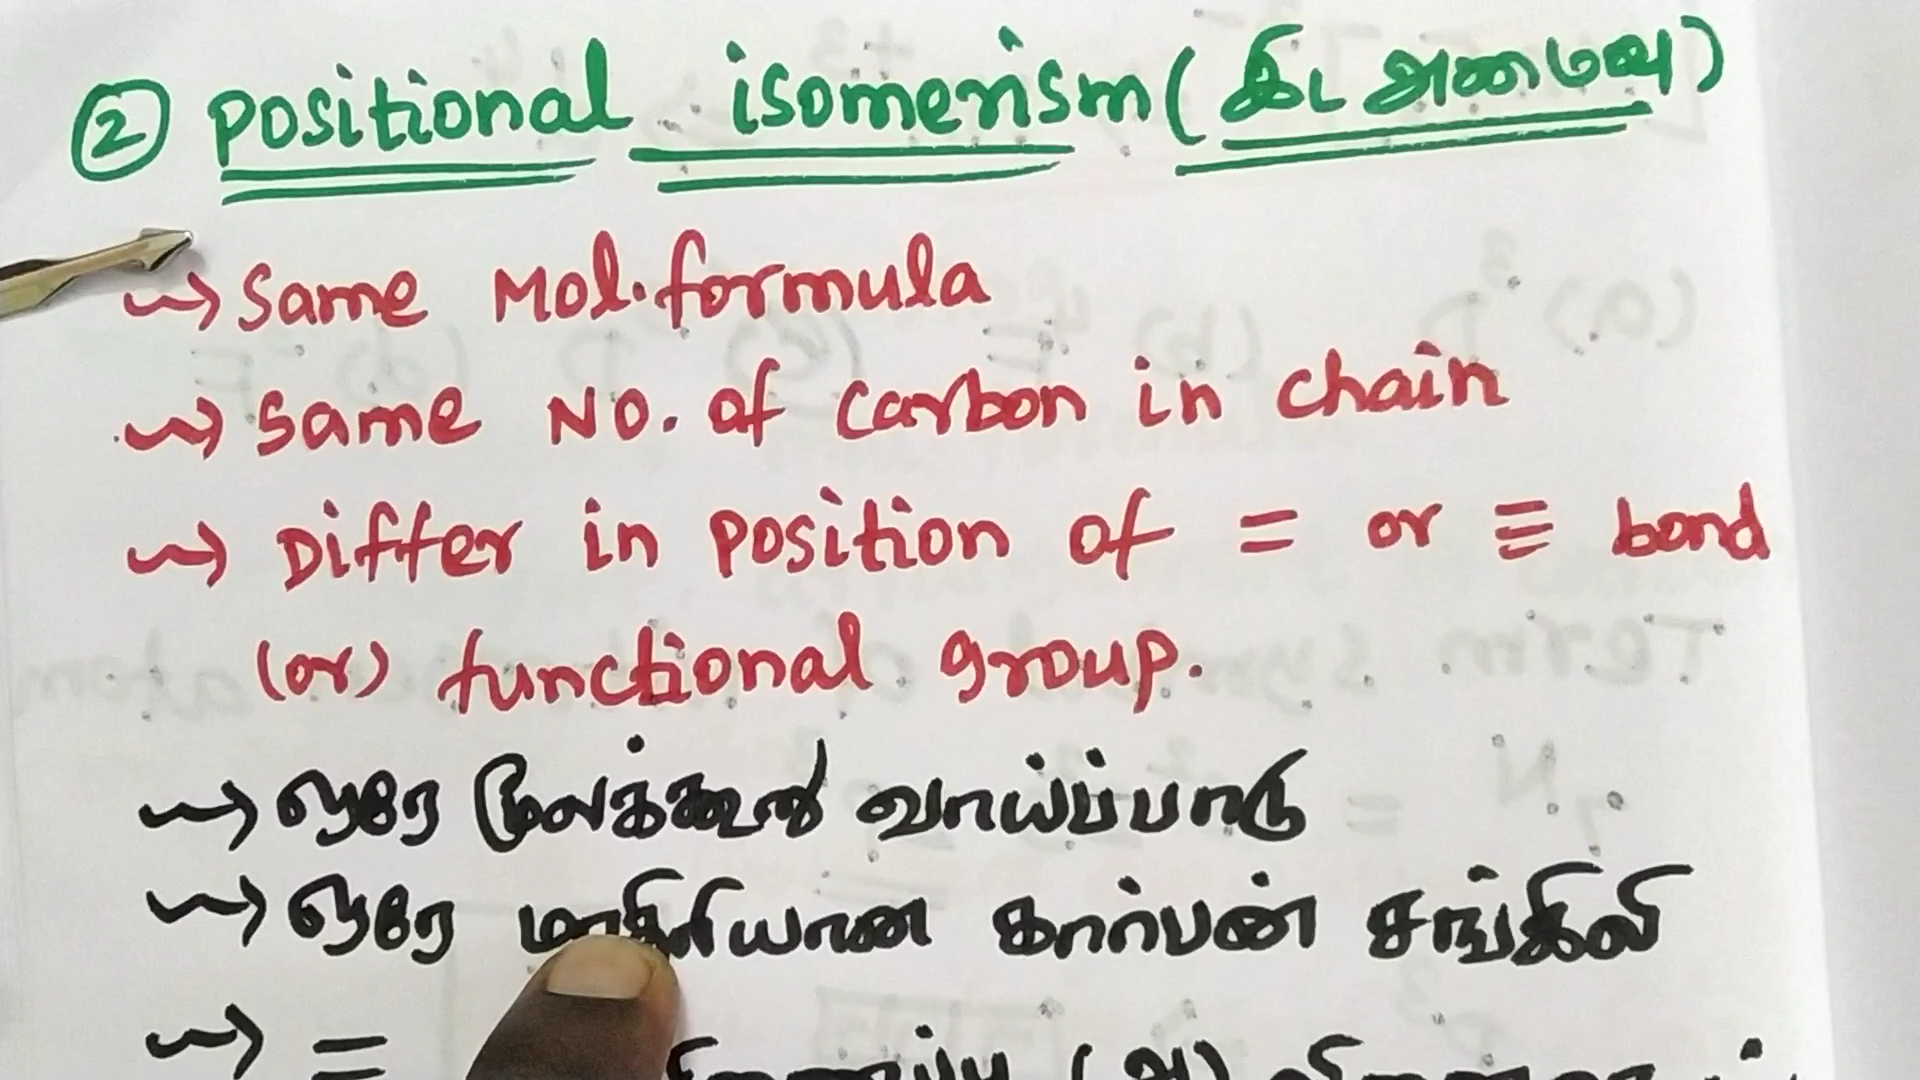 ② Positional isomerism (இட அமைவு)
→ Same Mol. formula
→ Same No. of Carbon in chain
→ Differ in position of = or ≡ bond
(or) functional group.
→ ஒரே மூலக்கூறு வாய்ப்பாடு
→ ஒரே மாதிரியான கார்பன் சங்கிலி
→ =